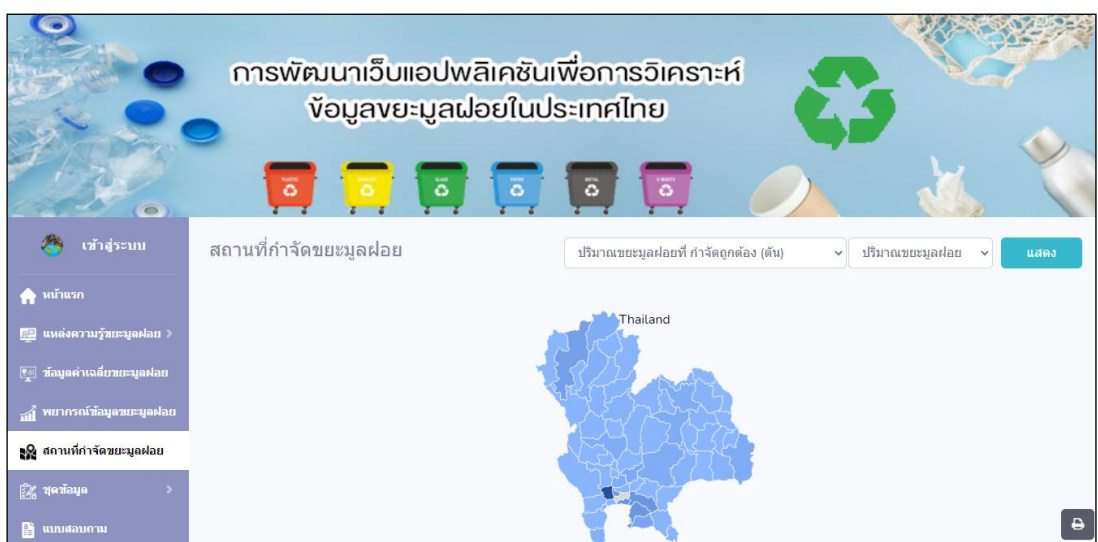 การพัฒนาเว็บแอปพลิเคชันเพื่อการวิเคราะห์
ข้อมูลขยะมูลฝอยในประเทศไทย
PLASTIC
ORGANIC
GLASS
PAPER
METAL
E-WASTE
เข้าสู่ระบบ
หน้าแรก
แหล่งความรู้ขยะมูลฝอย
ข้อมูลค่าเฉลี่ยขยะมูลฝอย
พยากรณ์ข้อมูลขยะมูลฝอย
สถานที่กำจัดขยะมูลฝอย
ชุดข้อมูล
แบบสอบถาม
สถานที่กำจัดขยะมูลฝอย
ปริมาณขยะมูลฝอยที่ กำจัดถูกต้อง (ตัน)
ปริมาณขยะมูลฝอย
แสดง
Thailand